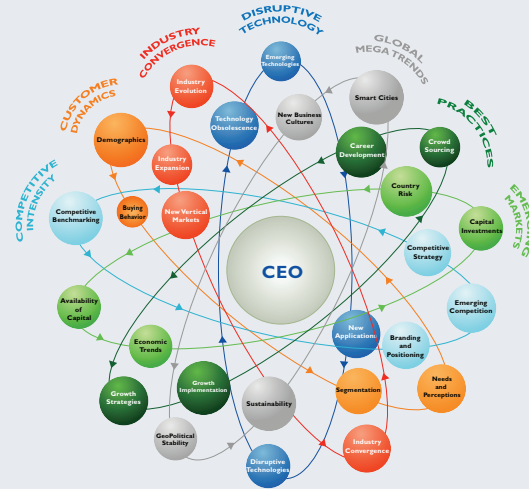 DISRUPTIVE
TECHNOLOGY
INDUSTRY
CONVERGENCE
GLOBAL
MEGATRENDS
CUSTOMER
DYNAMICS
BEST
PRACTICES
COMPETITIVE
INTENSITY
EMERGING
MARKETS
Emerging
Technologies
Industry
Evolution
Smart Cities
Technology
Obsolescence
New Business
Cultures
Demographics
Career
Development
Crowd
Sourcing
Industry
Expansion
Country
Risk
Competitive
Benchmarking
Buying
Behavior
New Vertical
Markets
Capital
Investments
Competitive
Strategy
CEO
Availability
of
Capital
Emerging
Competition
Economic
Trends
New
Applications
Branding
and
Positioning
Growth
Strategies
Growth
Implementation
Sustainability
Segmentation
Needs
and
Perceptions
GeoPolitical
Stability
Industry
Convergence
Disruptive
Technologies